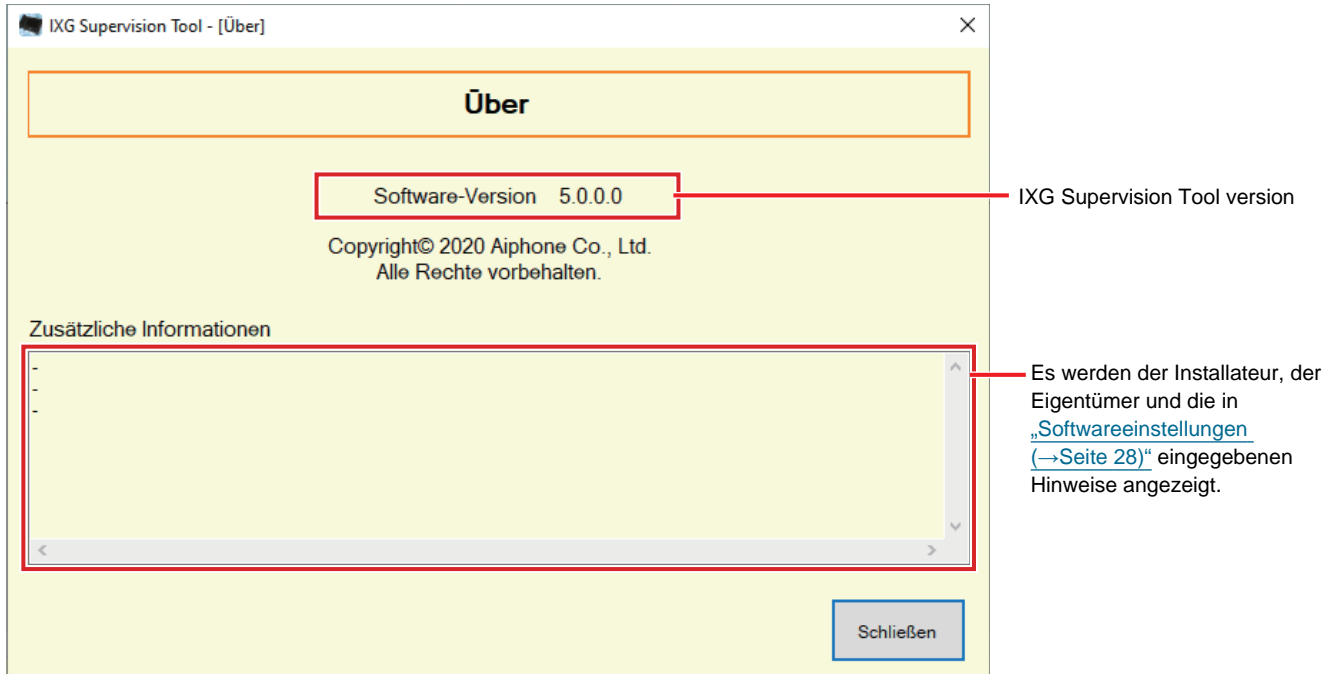 IXG Supervision Tool - [Über]
Über
Software-Version 5.0.0.0
IXG Supervision Tool version
Copyright© 2020 Aiphone Co., Ltd.
Alle Rechte vorbehalten.
Zusätzliche Informationen
-
-
-
Es werden der Installateur, der
Eigentümer und die in
„Softwareeinstellungen
(→Seite 28)“ eingegebenen
Hinweise angezeigt.
Schließen